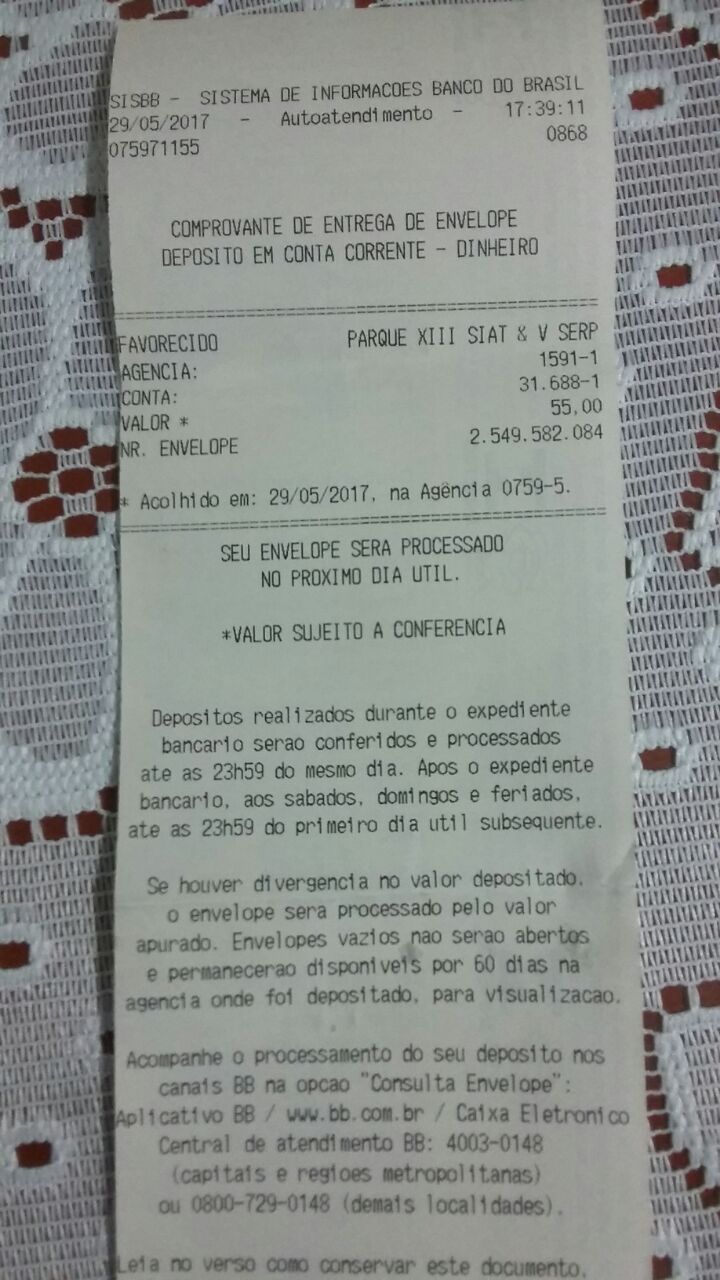 SISBB - SISTEMA DE INFORMACOES BANCO DO BRASIL
29/05/2017 - Autoatendimento - 17:39:11
075971155 0868
COMPROVANTE DE ENTREGA DE ENVELOPE
DEPOSITO EM CONTA CORRENTE - DINHEIRO
================================================
FAVORECIDO PARQUE XIII SIAT & V SERP
AGENCIA: 1591-1
CONTA: 31.688-1
VALOR * 55,00
NR. ENVELOPE 2.549.582.084
* Acolhido em: 29/05/2017, na Agência 0759-5.
================================================
SEU ENVELOPE SERA PROCESSADO
NO PROXIMO DIA UTIL.
*VALOR SUJEITO A CONFERENCIA
Depositos realizados durante o expediente
bancario serao conferidos e processados
ate as 23h59 do mesmo dia. Apos o expediente
bancario, aos sabados, domingos e feriados,
ate as 23h59 do primeiro dia util subsequente.
Se houver divergencia no valor depositado,
o envelope sera processado pelo valor
apurado. Envelopes vazios nao serao abertos
e permanecerao disponiveis por 60 dias na
agencia onde foi depositado, para visualizacao.
Acompanhe o processamento do seu deposito nos
canais BB na opcao "Consulta Envelope":
Aplicativo BB / www.bb.com.br / Caixa Eletronico
Central de atendimento BB: 4003-0148
(capitais e regioes metropolitanas)
ou 0800-729-0148 (demais localidades).
Leia no verso como conservar este documento,